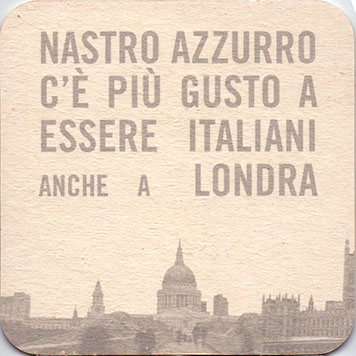 NASTRO AZZURRO
C'È PIÙ GUSTO A
ESSERE ITALIANI
ANCHE A LONDRA